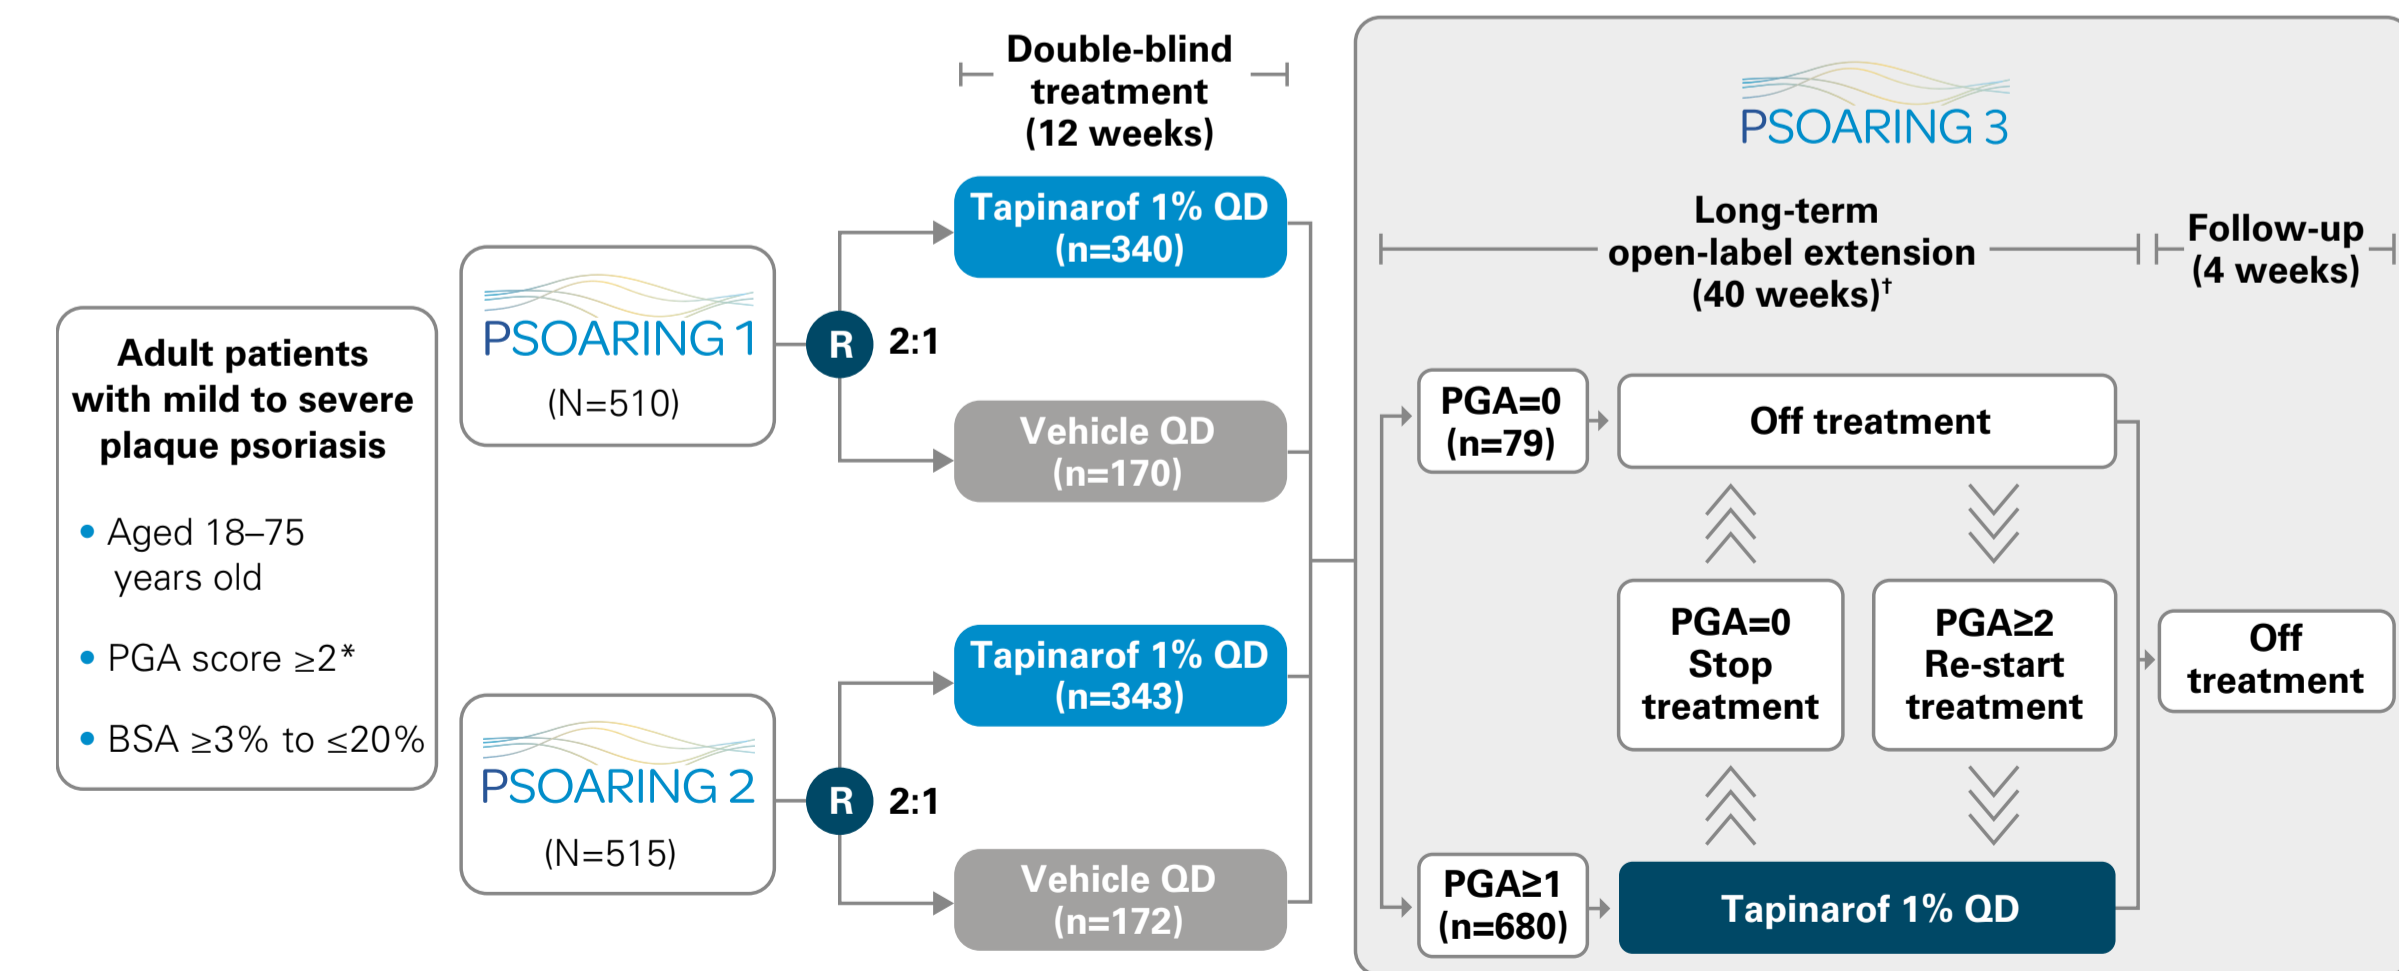 Adult patients
with mild to severe
plaque psoriasis
• Aged 18–75
years old
• PGA score ≥2*
• BSA ≥3% to ≤20%
PSOARING 1
(N=510)
PSOARING 2
(N=515)
R
2:1
R
2:1
Double-blind
treatment
(12 weeks)
Tapinarof 1% QD
(n=340)
Vehicle QD
(n=170)
Tapinarof 1% QD
(n=343)
Vehicle QD
(n=172)
PSOARING 3
Long-term
open-label extension
(40 weeks)†
Follow-up
(4 weeks)
PGA=0
(n=79)
Off treatment
PGA=0
Stop
treatment
PGA≥2
Re-start
treatment
PGA≥1
(n=680)
Tapinarof 1% QD
Off
treatment